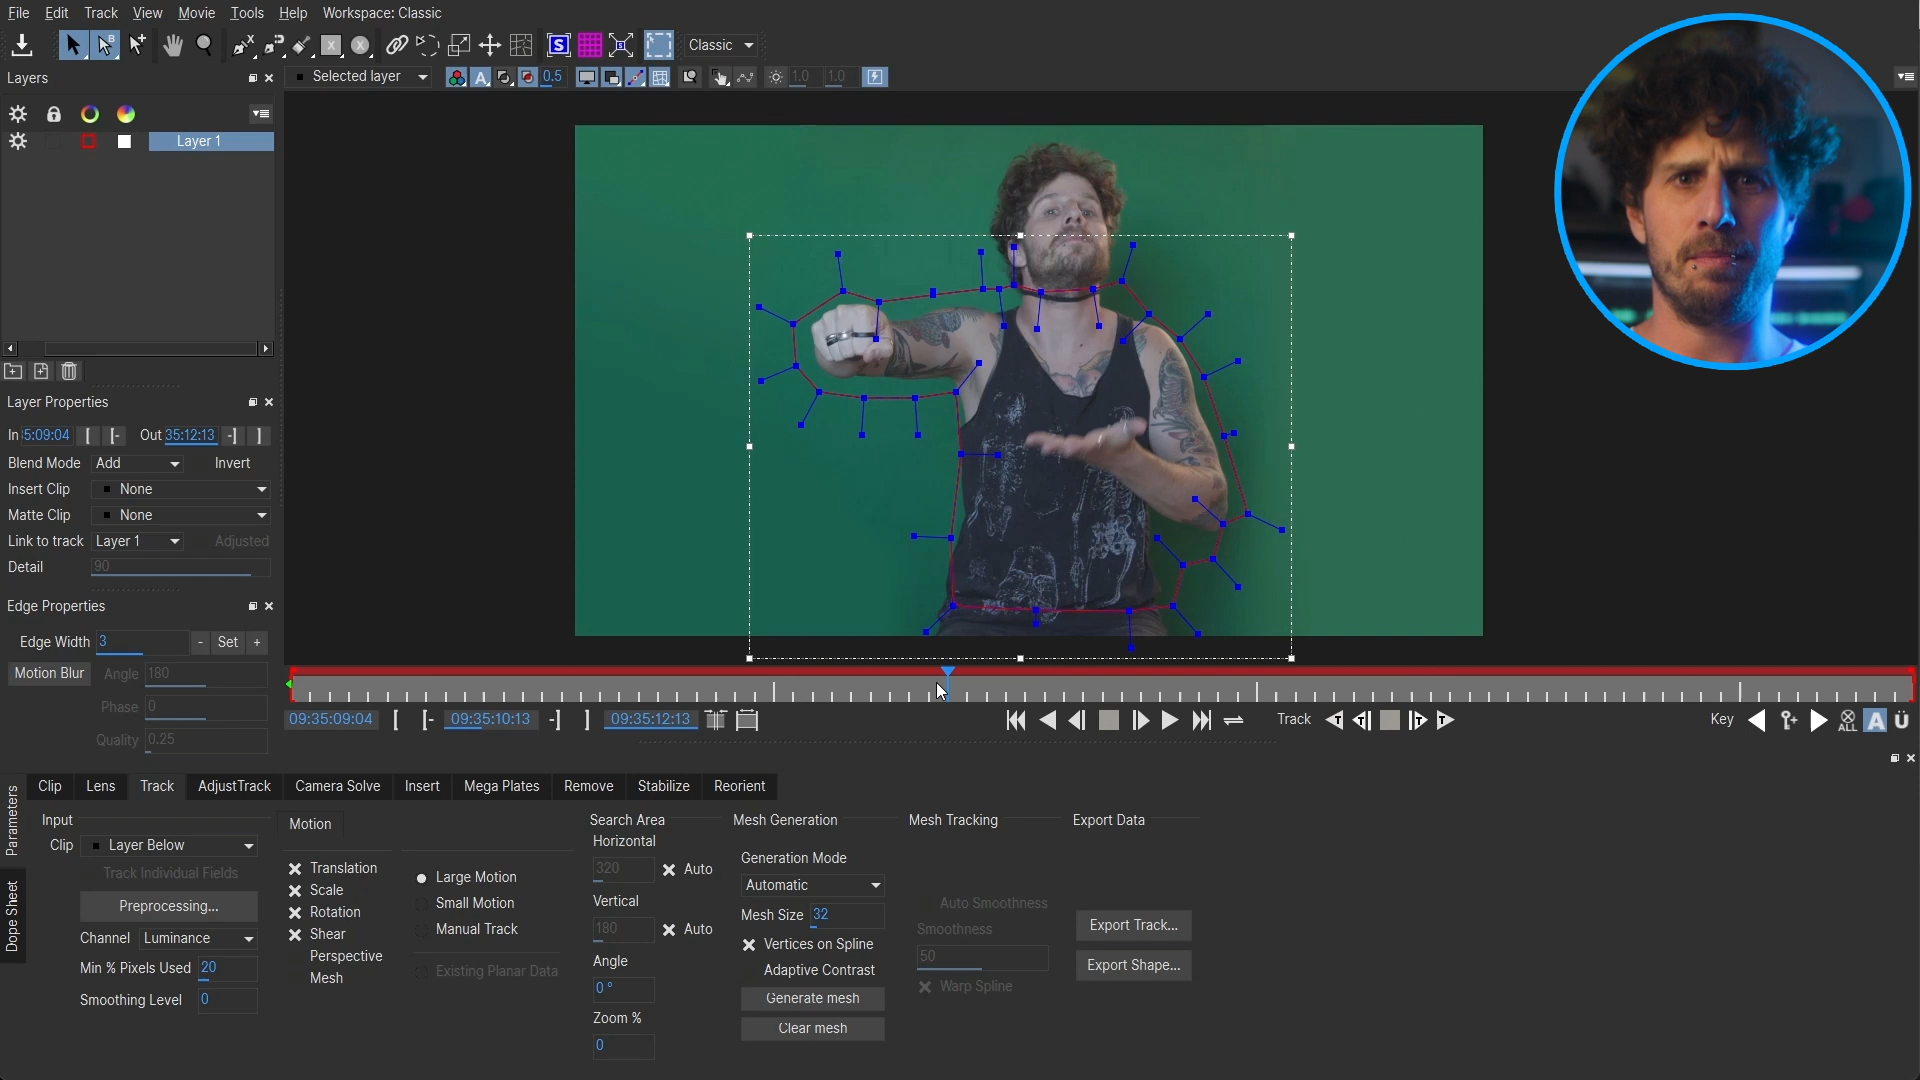 File Edit Track View Movie Tools Help Workspace: Classic
Classic
Layers
Selected layer
0.5
1.0 1.0
Layer 1
Layer Properties
In 5:09:04 [ [- Out 35:12:13 -] ]
Blend Mode Add Invert
Insert Clip None
Matte Clip None
Link to track Layer 1 Adjusted
Detail 90
Edge Properties
Edge Width 3 - Set +
Motion Blur Angle 180
Phase 0
Quality 0.25
09:35:09:04 [ [- 09:35:10:13 -] ] 09:35:12:13 Track Key ALL A Ü
Clip Lens Track AdjustTrack Camera Solve Insert Mega Plates Remove Stabilize Reorient
Parameters
Dope Sheet
Input
Clip Layer Below
Track Individual Fields
Preprocessing...
Channel Luminance
Min % Pixels Used 20
Smoothing Level 0
Motion
Translation
Scale
Rotation
Shear
Perspective
Mesh
Large Motion
Small Motion
Manual Track
Existing Planar Data
Search Area
Horizontal
320 Auto
Vertical
180 Auto
Angle
0 °
Zoom %
0
Mesh Generation
Generation Mode
Automatic
Mesh Size 32
Vertices on Spline
Adaptive Contrast
Generate mesh
Clear mesh
Mesh Tracking
Auto Smoothness
Smoothness
50
Warp Spline
Export Data
Export Track...
Export Shape...